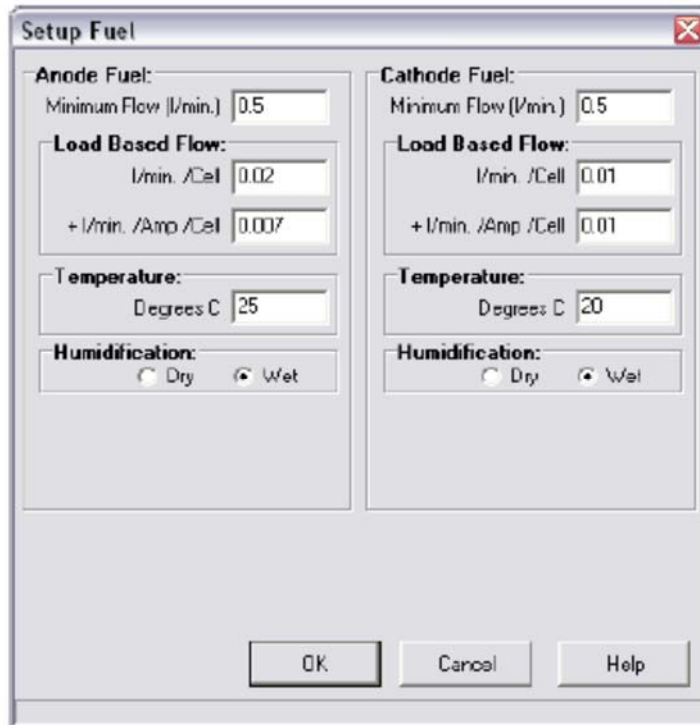 Setup Fuel
Anode Fuel:
Minimum Flow (l/min.) 0.5
Load Based Flow:
l/min. /Cell 0.02
+ l/min. /Amp /Cell 0.007
Temperature:
Degrees C 25
Humidification:
Dry Wet
Cathode Fuel:
Minimum Flow (l/min.) 0.5
Load Based Flow:
l/min. /Cell 0.01
+ l/min. /Amp /Cell 0.01
Temperature:
Degrees C 20
Humidification:
Dry Wet
OK Cancel Help